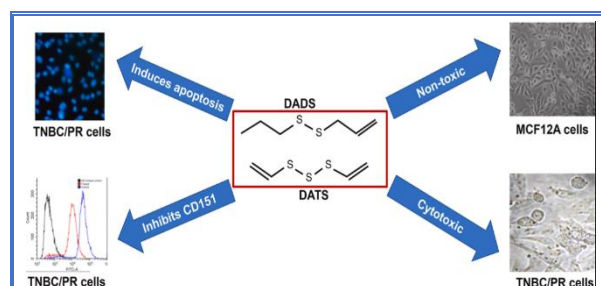 Induces apoptosis
TNBC/PR cells
DADS
S
S
S
S
S
DATS
Non-toxic
MCF12A cells
Inhibits CD151
TNBC/PR cells
Cytotoxic
TNBC/PR cells